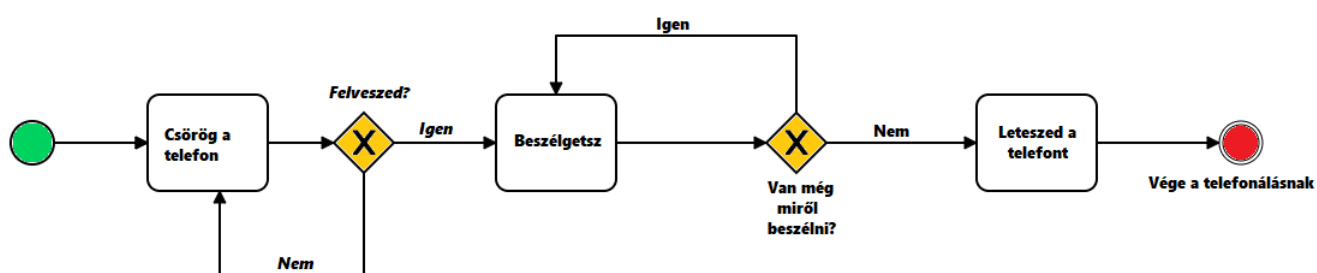 Igen
Felveszed?
Csörög a
telefon
Igen
Beszélgetsz
Nem
Leteszed a
telefont
Van még
miről
beszélni?
Vége a telefonálásnak
Nem